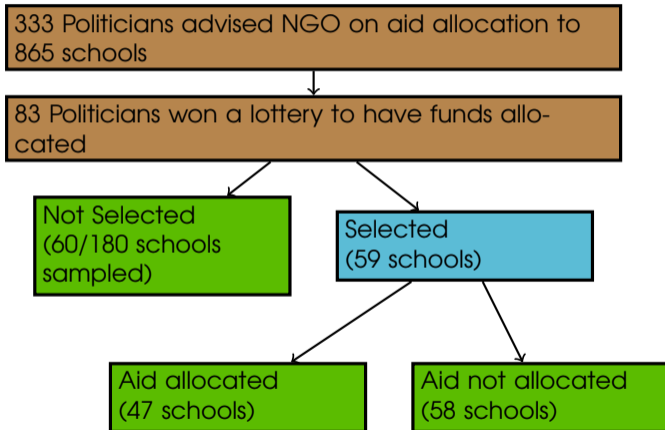 333 Politicians advised NGO on aid allocation to
865 schools
83 Politicians won a lottery to have funds allo-
cated
Not Selected
(60/180 schools
sampled)
Selected
(59 schools)
Aid allocated
(47 schools)
Aid not allocated
(58 schools)